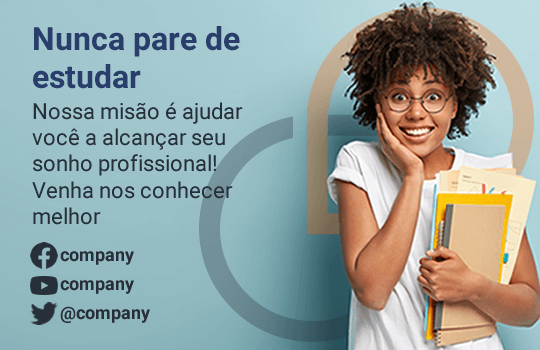 Nunca pare de
estudar
Nossa misão é ajudar
você a alcançar seu
sonho profissional!
Venha nos conhecer
melhor
company
company
@company